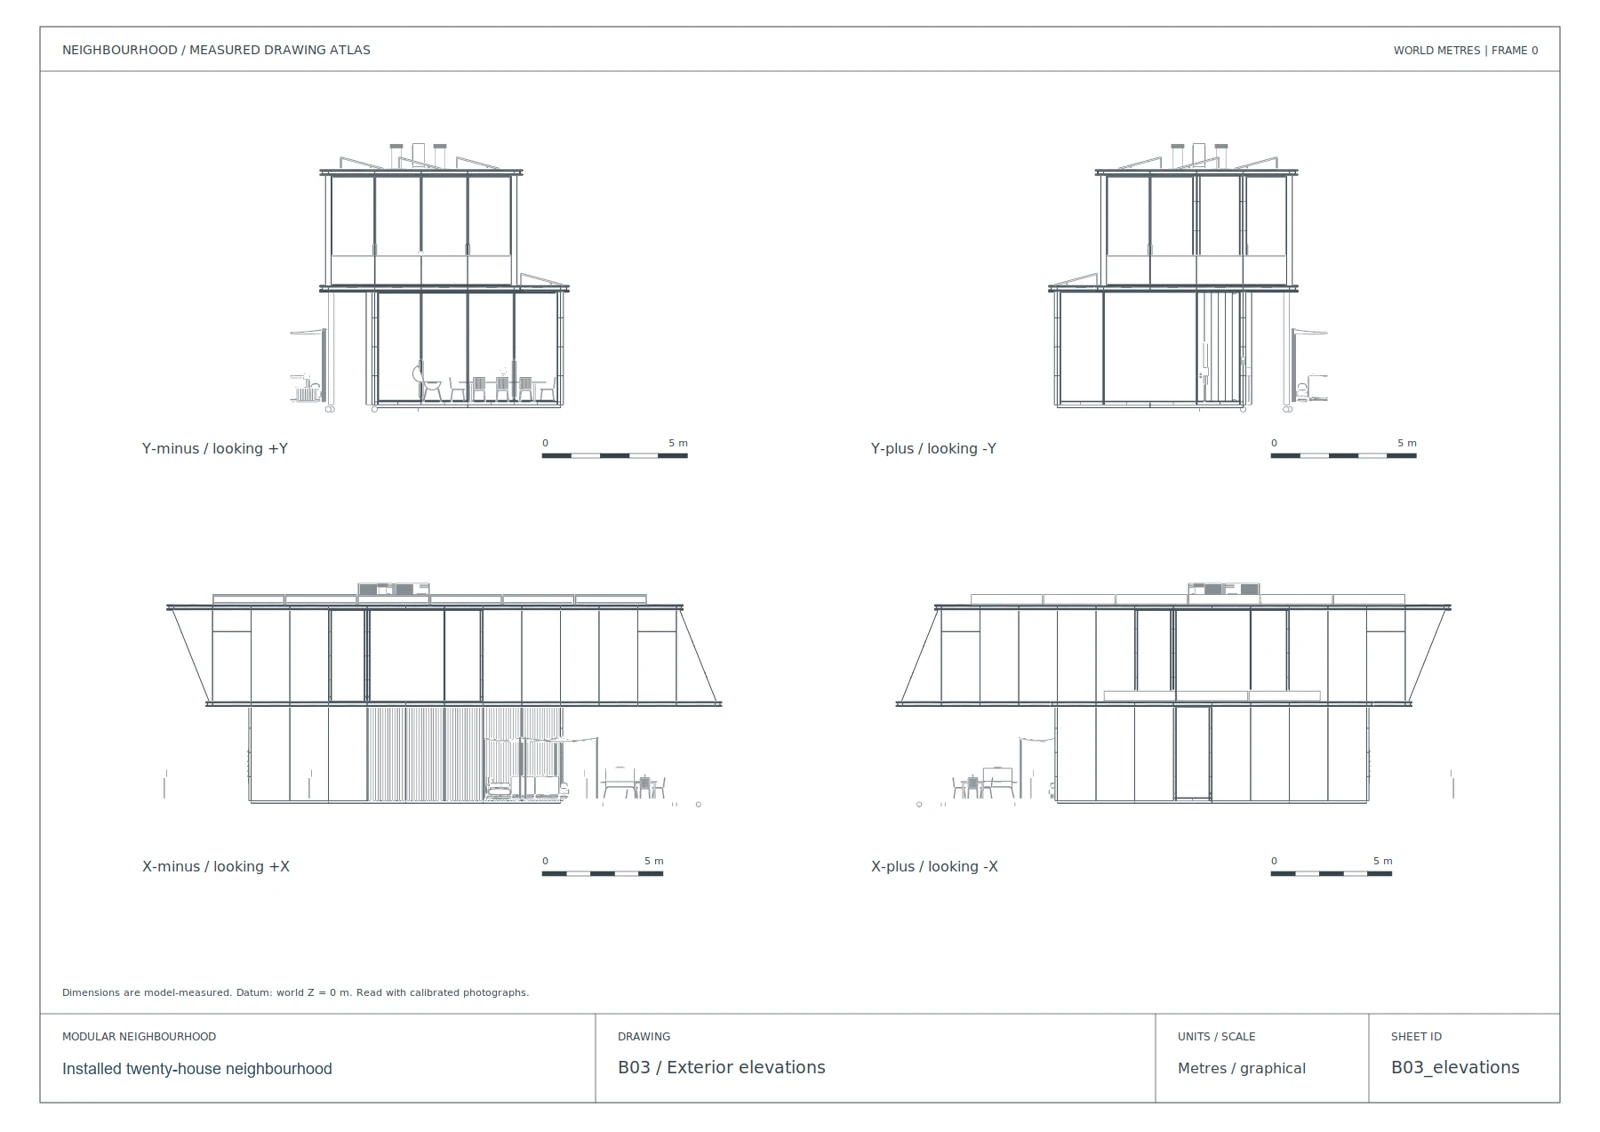 NEIGHBOURHOOD / MEASURED DRAWING ATLAS
WORLD METRES | FRAME 0
Y-minus / looking +Y
0 5 m
Y-plus / looking -Y
0 5 m
X-minus / looking +X
0 5 m
X-plus / looking -X
0 5 m
Dimensions are model-measured. Datum: world Z = 0 m. Read with calibrated photographs.
MODULAR NEIGHBOURHOOD
Installed twenty-house neighbourhood
DRAWING
B03 / Exterior elevations
UNITS / SCALE
Metres / graphical
SHEET ID
B03_elevations